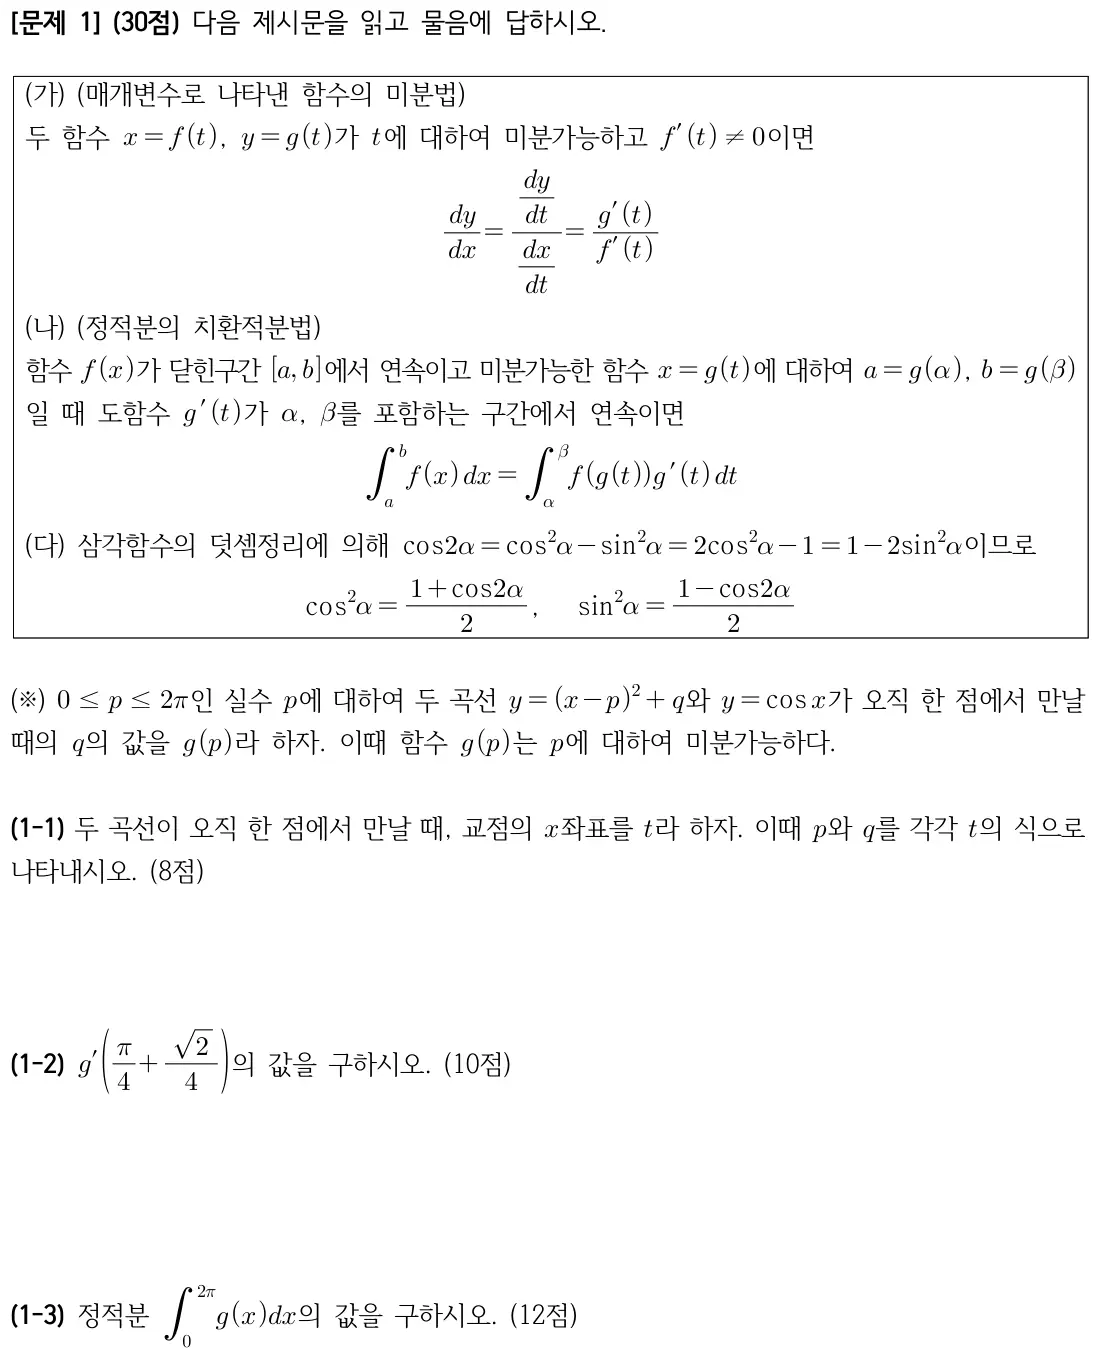 [문제 1] (30점) 다음 제시문을 읽고 물음에 답하시오.
(가) (매개변수로 나타낸 함수의 미분법)
두 함수 x=f(t), y=g(t)가 t에 대하여 미분가능하고 f′(t)≠0이면
dy/dx = (dy/dt)/(dx/dt) = g′(t)/f′(t)
(나) (정적분의 치환적분법)
함수 f(x)가 닫힌구간 [a, b]에서 연속이고 미분가능한 함수 x=g(t)에 대하여 a=g(α), b=g(β)
일 때 도함수 g′(t)가 α, β를 포함하는 구간에서 연속이면
∫_a^b f(x)dx = ∫_α^β f(g(t))g′(t)dt
(다) 삼각함수의 덧셈정리에 의해 cos2α=cos²α−sin²α=2cos²α−1=1−2sin²α이므로
cos²α = (1+cos2α)/2, sin²α = (1−cos2α)/2
(※) 0≤p≤2π인 실수 p에 대하여 두 곡선 y=(x−p)²+q와 y=cosx가 오직 한 점에서 만날
때의 q의 값을 g(p)라 하자. 이때 함수 g(p)는 p에 대하여 미분가능하다.
(1-1) 두 곡선이 오직 한 점에서 만날 때, 교점의 x좌표를 t라 하자. 이때 p와 q를 각각 t의 식으로
나타내시오. (8점)
(1-2) g′(π/4+√2/4)의 값을 구하시오. (10점)
(1-3) 정적분 ∫_0^{2π} g(x)dx의 값을 구하시오. (12점)